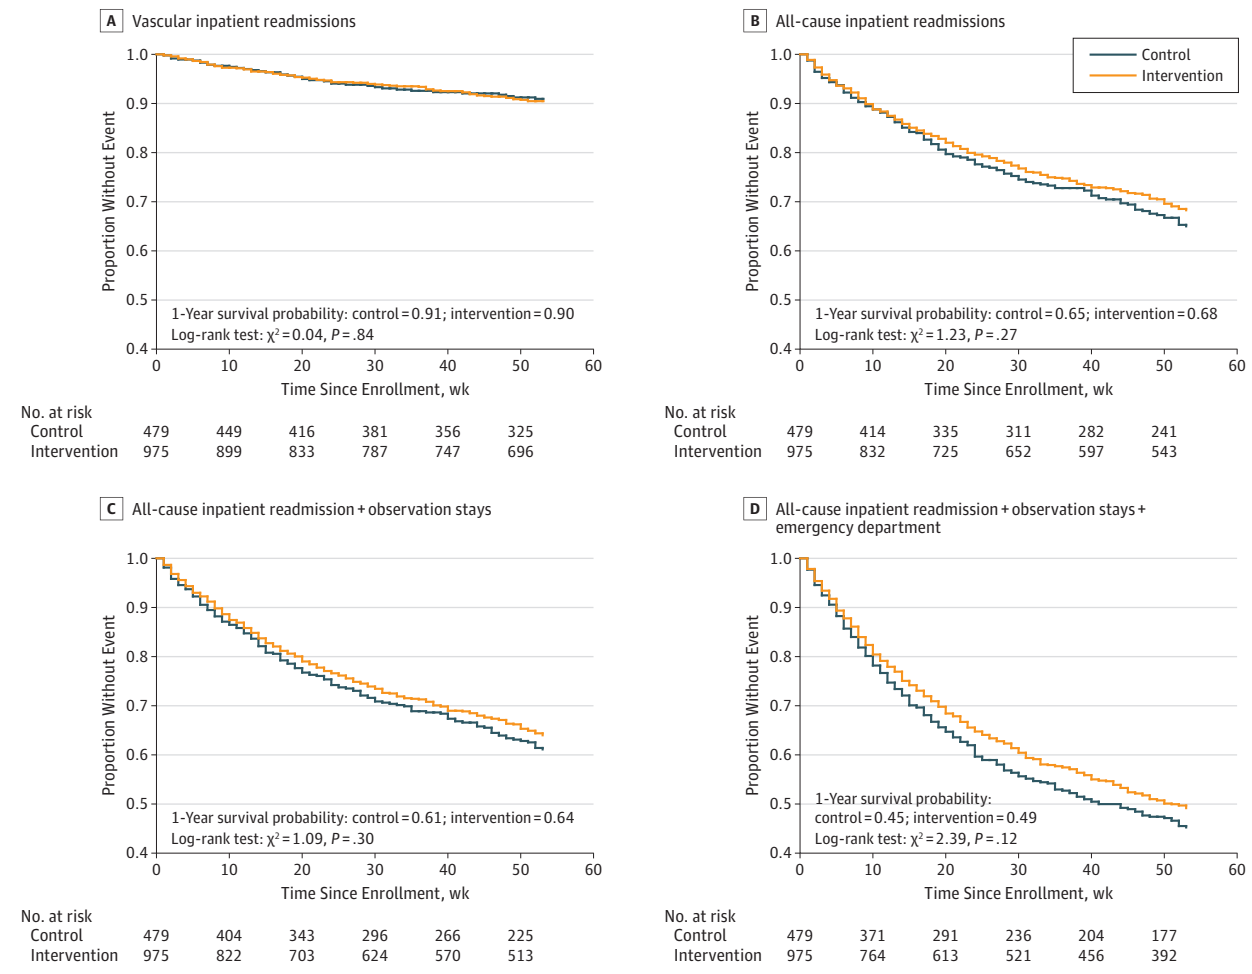 A Vascular inpatient readmissions
Proportion Without Event
1.0
0.9
0.8
0.7
0.6
0.5
0.4
1-Year survival probability: control=0.91; intervention=0.90
Log-rank test: χ²=0.04, P=.84
0 10 20 30 40 50 60
Time Since Enrollment, wk
No. at risk
Control 479 449 416 381 356 325
Intervention 975 899 833 787 747 696
B All-cause inpatient readmissions
Control
Intervention
Proportion Without Event
1.0
0.9
0.8
0.7
0.6
0.5
0.4
1-Year survival probability: control=0.65; intervention=0.68
Log-rank test: χ²=1.23, P=.27
0 10 20 30 40 50 60
Time Since Enrollment, wk
No. at risk
Control 479 414 335 311 282 241
Intervention 975 832 725 652 597 543
C All-cause inpatient readmission+observation stays
Proportion Without Event
1.0
0.9
0.8
0.7
0.6
0.5
0.4
1-Year survival probability: control=0.61; intervention=0.64
Log-rank test: χ²=1.09, P=.30
0 10 20 30 40 50 60
Time Since Enrollment, wk
No. at risk
Control 479 404 343 296 266 225
Intervention 975 822 703 624 570 513
D All-cause inpatient readmission+observation stays+
emergency department
Proportion Without Event
1.0
0.9
0.8
0.7
0.6
0.5
0.4
1-Year survival probability:
control=0.45; intervention=0.49
Log-rank test: χ²=2.39, P=.12
0 10 20 30 40 50 60
Time Since Enrollment, wk
No. at risk
Control 479 371 291 236 204 177
Intervention 975 764 613 521 456 392